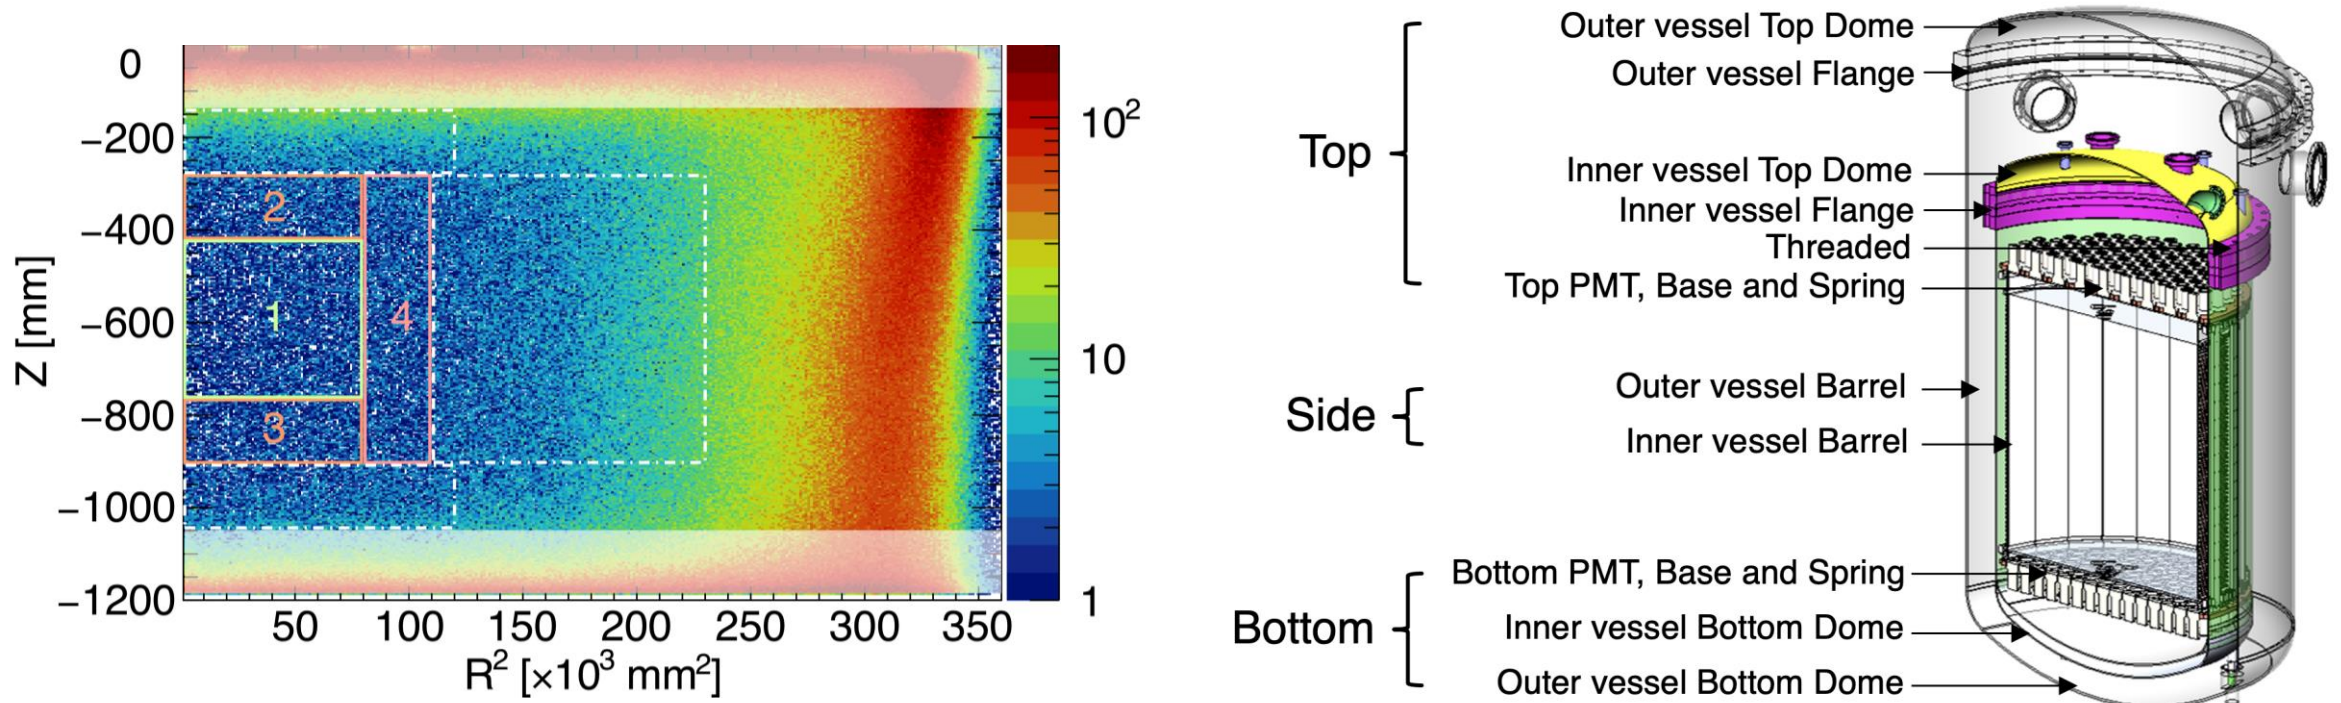 0
−200
−400
−600
−800
−1000
−1200
Z [mm]
50 100 150 200 250 300 350
R² [×10³ mm²]
2
1
4
3
10²
10
1
Top
Side
Bottom
Outer vessel Top Dome
Outer vessel Flange
Inner vessel Top Dome
Inner vessel Flange
Threaded
Top PMT, Base and Spring
Outer vessel Barrel
Inner vessel Barrel
Bottom PMT, Base and Spring
Inner vessel Bottom Dome
Outer vessel Bottom Dome